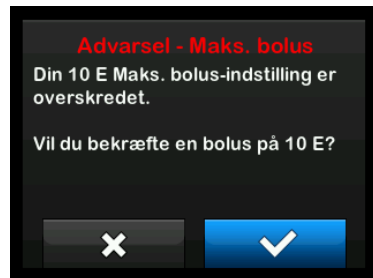 Advarsel - Maks. bolus
Din 10 E Maks. bolus-indstilling er
overskredet.
Vil du bekræfte en bolus på 10 E?